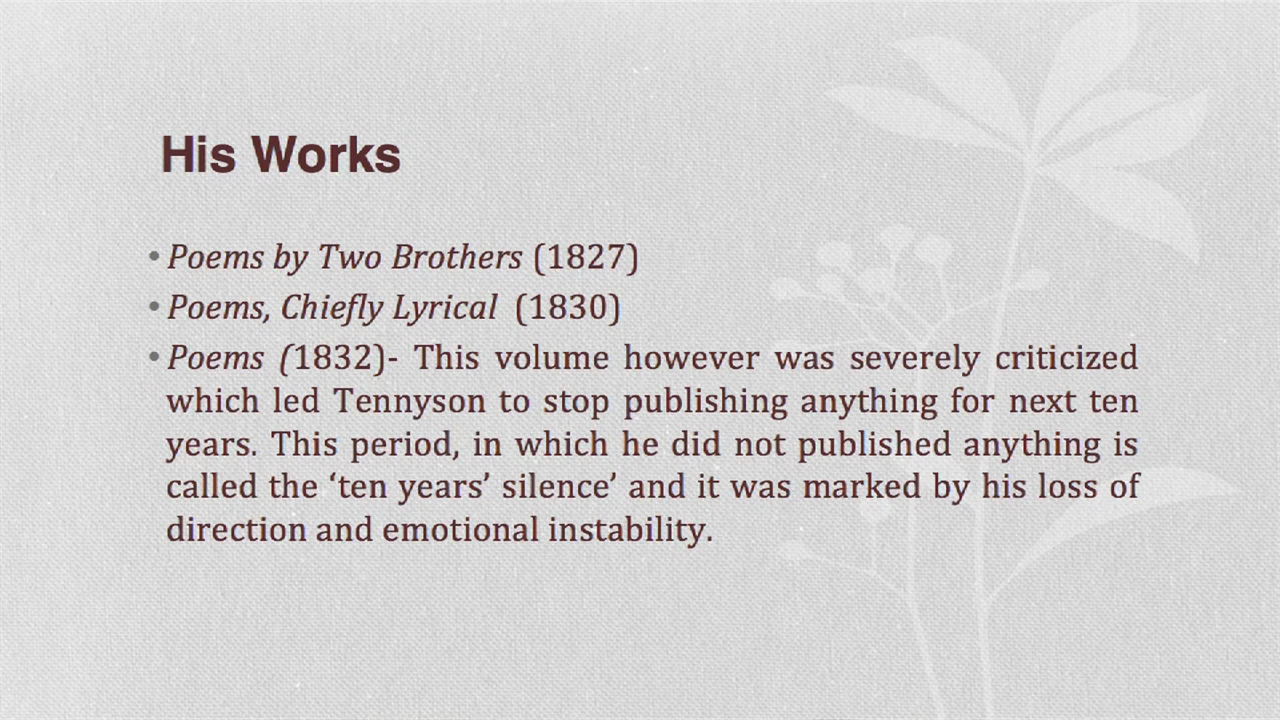 His Works
• Poems by Two Brothers (1827)
• Poems, Chiefly Lyrical (1830)
• Poems (1832)- This volume however was severely criticized
which led Tennyson to stop publishing anything for next ten
years. This period, in which he did not published anything is
called the ‘ten years’ silence’ and it was marked by his loss of
direction and emotional instability.